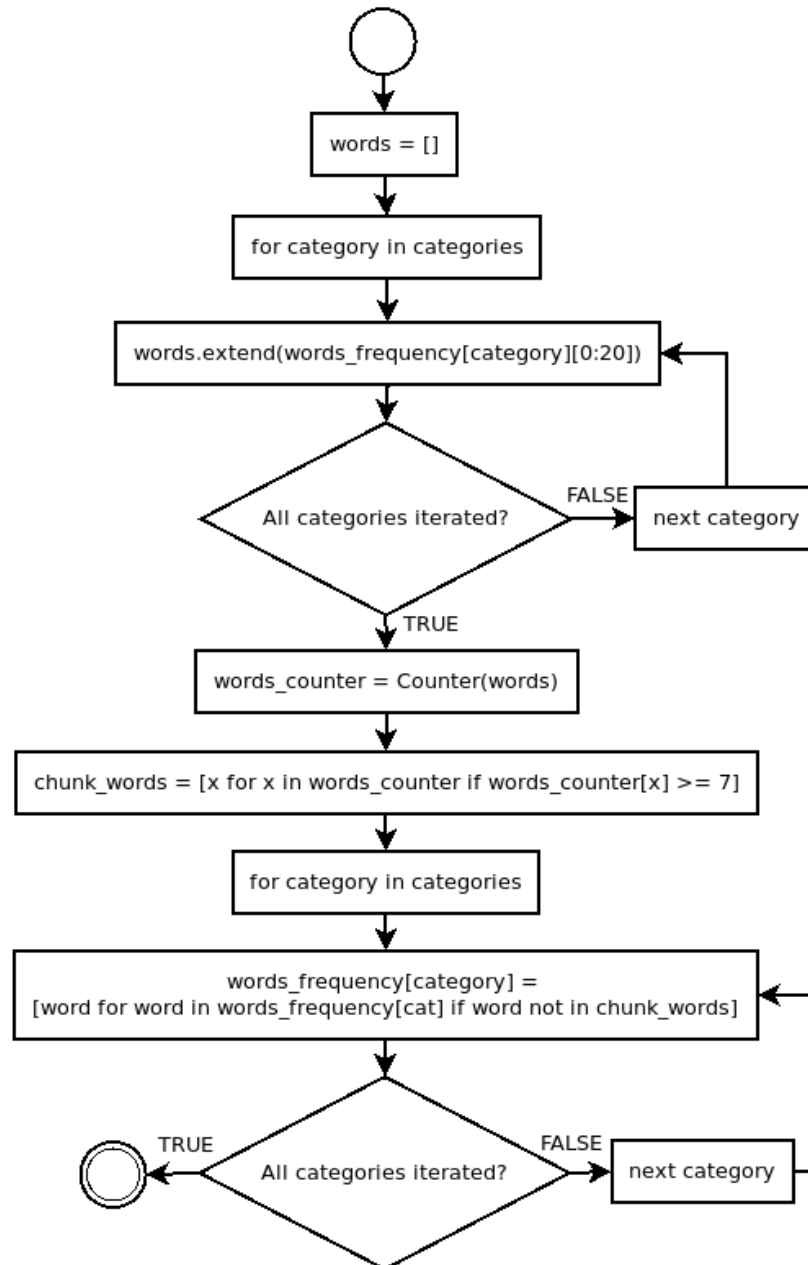 words = []
for category in categories
words.extend(words_frequency[category][0:20])
All categories iterated?
FALSE
next category
TRUE
words_counter = Counter(words)
chunk_words = [x for x in words_counter if words_counter[x] >= 7]
for category in categories
words_frequency[category] =
[word for word in words_frequency[cat] if word not in chunk_words]
TRUE
All categories iterated?
FALSE
next category